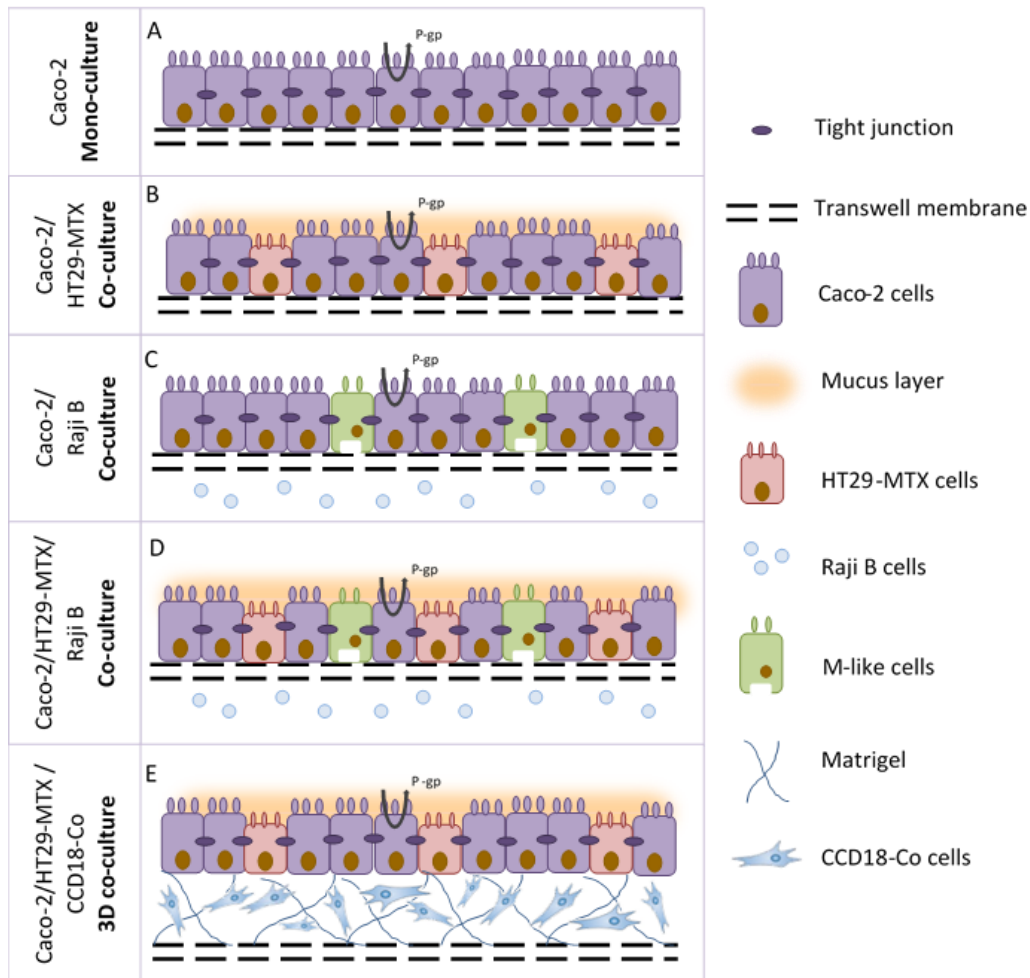 Caco-2
Mono-culture
A
P-gp
Caco-2/
HT29-MTX
Co-culture
B
P-gp
Caco-2/
Raji B
Co-culture
C
P-gp
Caco-2/HT29-MTX/
Raji B
Co-culture
D
P-gp
Caco-2/HT29-MTX /
CCD18-Co
3D co-culture
E
P -gp
Tight junction
Transwell membrane
Caco-2 cells
Mucus layer
HT29-MTX cells
Raji B cells
M-like cells
Matrigel
CCD18-Co cells